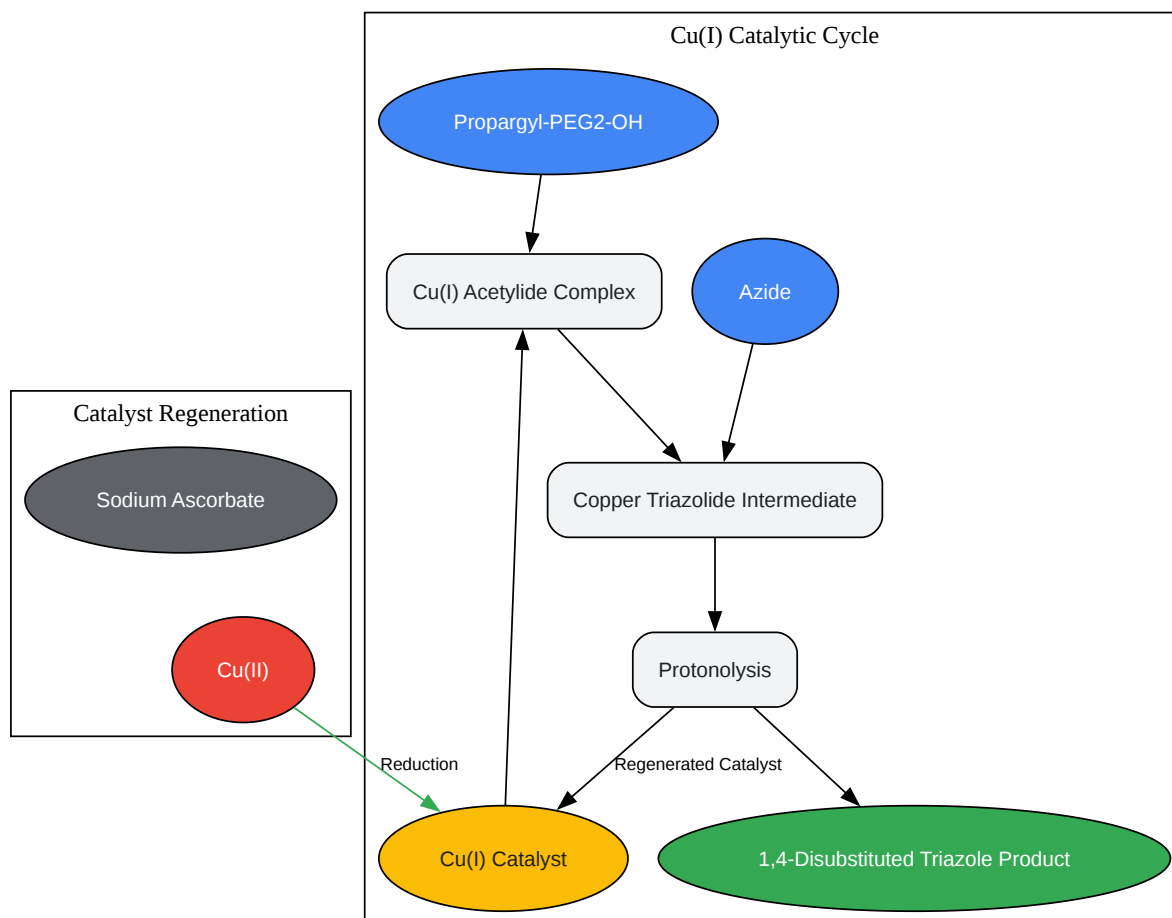 Cu(I) Catalytic Cycle
Propargyl-PEG2-OH
Cu(I) Acetylide Complex
Azide
Catalyst Regeneration
Sodium Ascorbate
Copper Triazolide Intermediate
Cu(II)
Protonolysis
Reduction
Regenerated Catalyst
Cu(I) Catalyst
1,4-Disubstituted Triazole Product